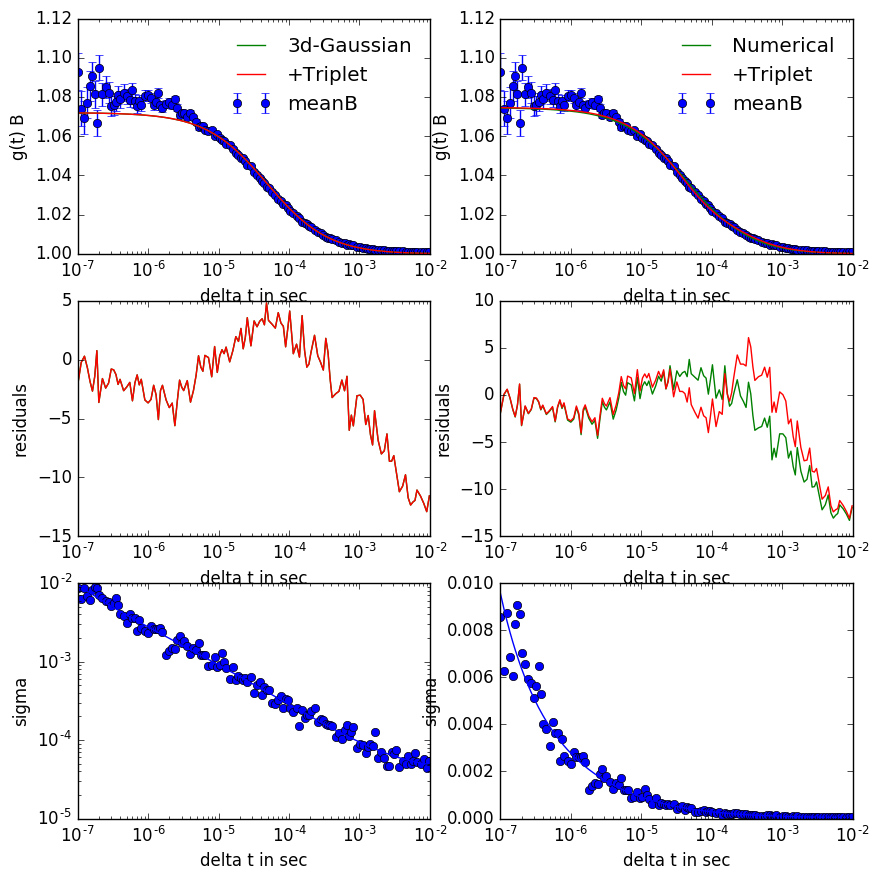 1.12
1.10
1.08
1.06
1.04
1.02
1.00
g(t) B
3d-Gaussian
+Triplet
meanB
10^-7 10^-6 10^-5 10^-4 10^-3 10^-2
delta t in sec
1.12
1.10
1.08
1.06
1.04
1.02
1.00
g(t) B
Numerical
+Triplet
meanB
10^-7 10^-6 10^-5 10^-4 10^-3 10^-2
delta t in sec
5
0
−5
−10
−15
residuals
10^-7 10^-6 10^-5 10^-4 10^-3 10^-2
delta t in sec
10
5
0
−5
−10
−15
residuals
10^-7 10^-6 10^-5 10^-4 10^-3 10^-2
delta t in sec
10^-2
10^-3
10^-4
10^-5
sigma
10^-7 10^-6 10^-5 10^-4 10^-3 10^-2
delta t in sec
0.010
0.008
0.006
0.004
0.002
0.000
sigma
10^-7 10^-6 10^-5 10^-4 10^-3 10^-2
delta t in sec